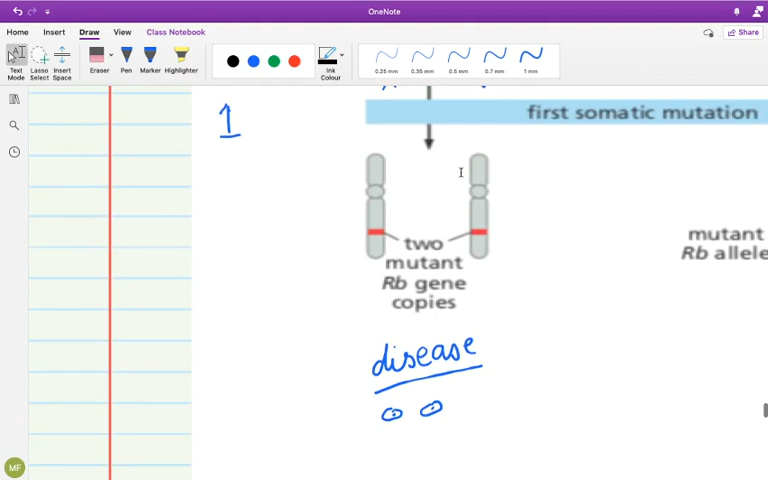 OneNote
Home Insert Draw View Class Notebook
Share
Text Mode
Lasso Select
Insert Space
Eraser
Pen
Marker
Highlighter
Ink Colour
0.25 mm
0.35 mm
0.5 mm
0.7 mm
1 mm
1
first somatic mutation
two
mutant
Rb gene
copies
mutant
Rb allele
disease
MF